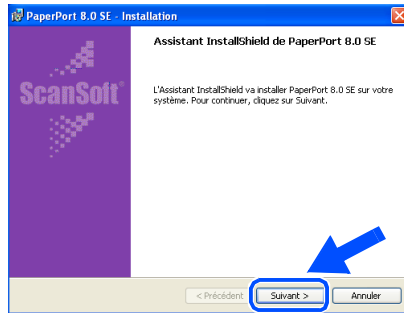 PaperPort 8.0 SE - Installation
Assistant InstallShield de PaperPort 8.0 SE
ScanSoft®
L'Assistant InstallShield va installer PaperPort 8.0 SE sur votre
système. Pour continuer, cliquez sur Suivant.
< Précédent
Suivant >
Annuler